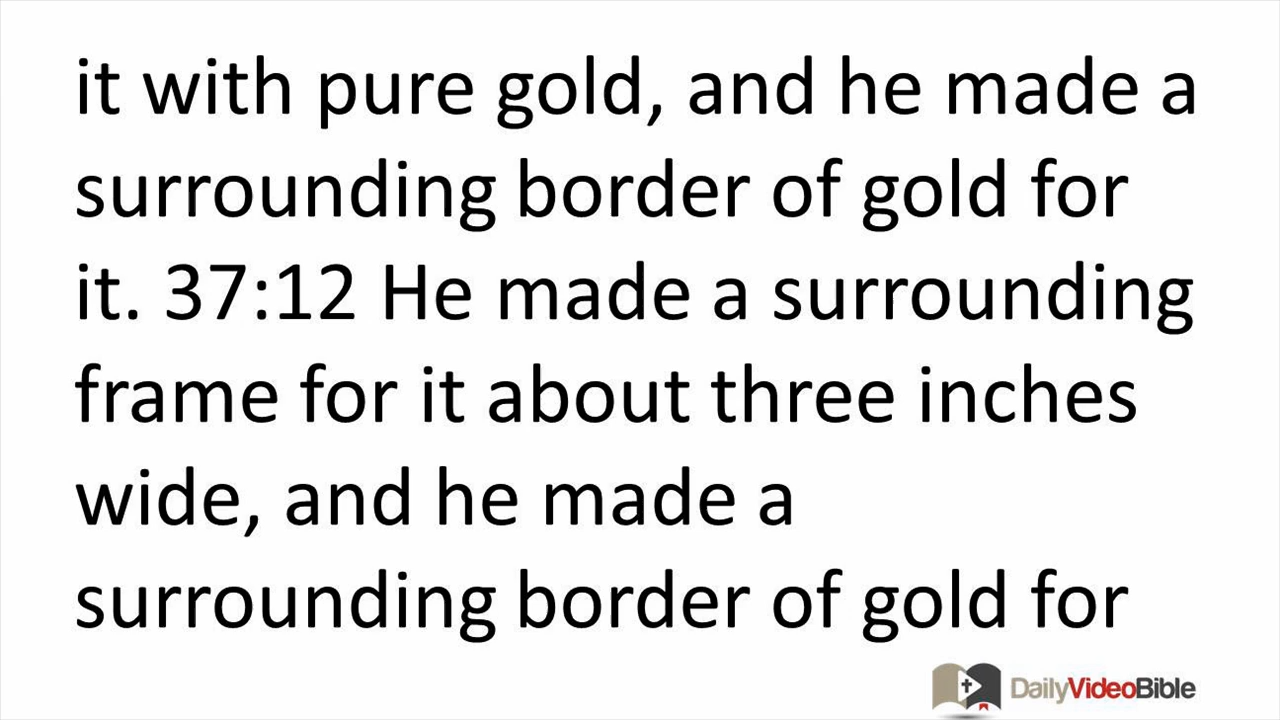 it with pure gold, and he made a
surrounding border of gold for
it. 37:12 He made a surrounding
frame for it about three inches
wide, and he made a
surrounding border of gold for
DailyVideoBible